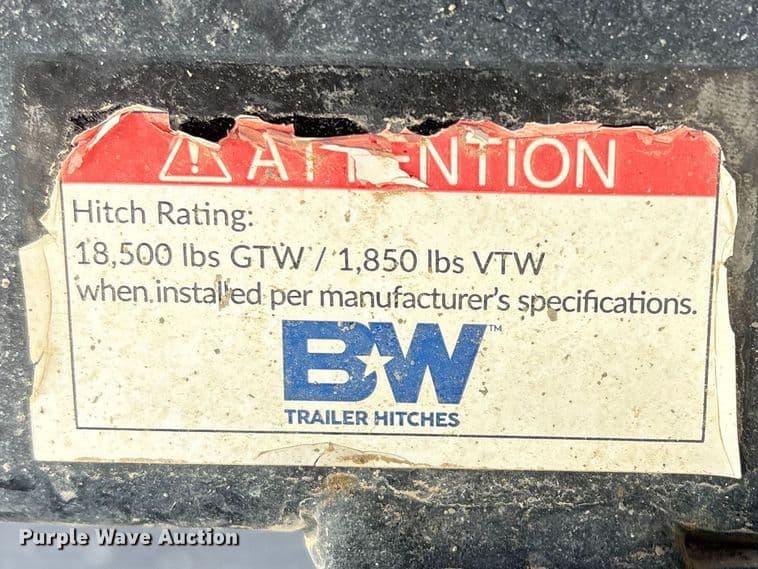 ⚠ ATTENTION
Hitch Rating:
18,500 lbs GTW / 1,850 lbs VTW
when installed per manufacturer's specifications.
B★W™
TRAILER HITCHES
Purple Wave Auction